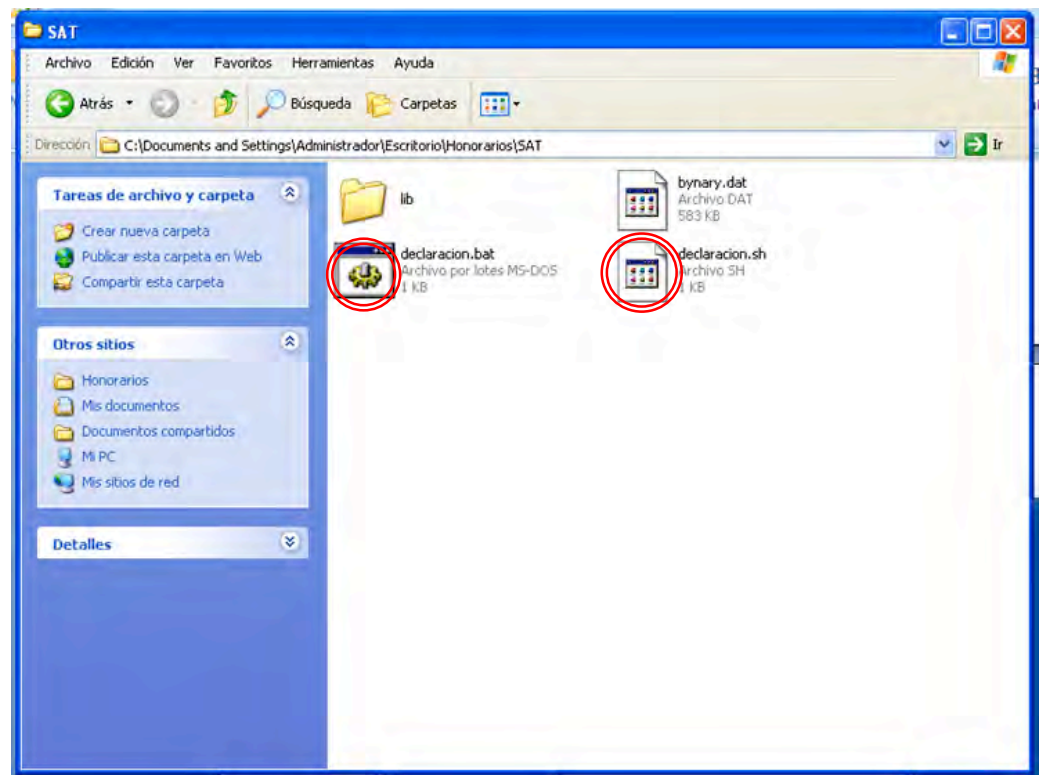 SAT
Archivo Edición Ver Favoritos Herramientas Ayuda
Atrás Búsqueda Carpetas
Dirección C:\Documents and Settings\Administrador\Escritorio\Honorarios\SAT Ir
Tareas de archivo y carpeta
Crear nueva carpeta
Publicar esta carpeta en Web
Compartir esta carpeta
Otros sitios
Honorarios
Mis documentos
Documentos compartidos
Mi PC
Mis sitios de red
Detalles
lib
bynary.dat
Archivo DAT
583 KB
declaracion.bat
Archivo por lotes MS-DOS
1 KB
declaracion.sh
Archivo SH
1 KB